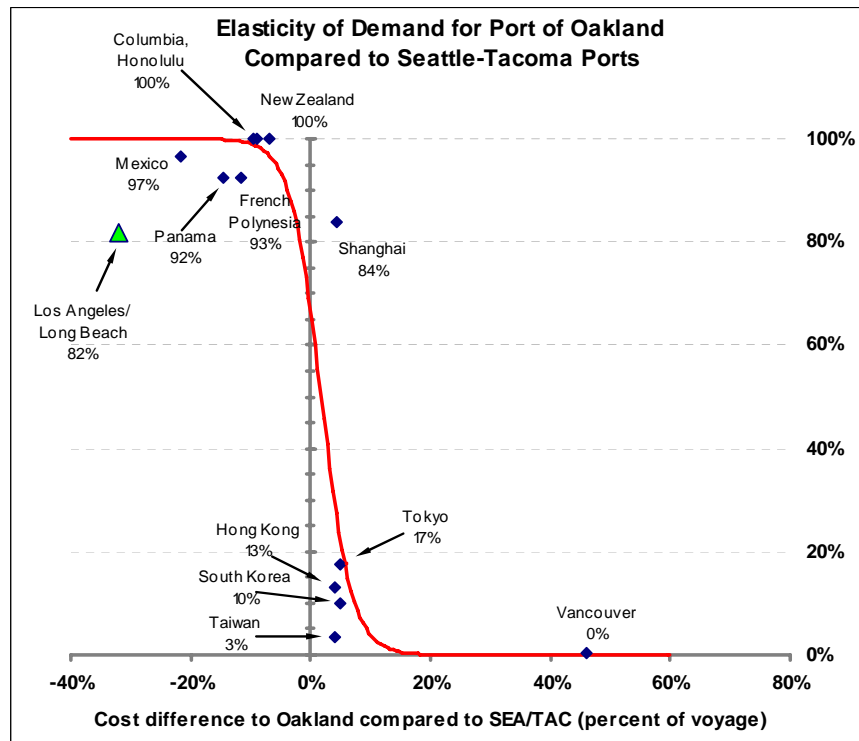 Elasticity of Demand for Port of Oakland
Compared to Seattle-Tacoma Ports
Columbia,
Honolulu
100%
New Zealand
100%
Mexico
97%
Panama
92%
French
Polynesia
93%
Shanghai
84%
Los Angeles/
Long Beach
82%
Hong Kong
13%
Tokyo
17%
South Korea
10%
Taiwan
3%
Vancouver
0%
100%
80%
60%
40%
20%
0%
-40%
-20%
0%
20%
40%
60%
80%
Cost difference to Oakland compared to SEA/TAC (percent of voyage)